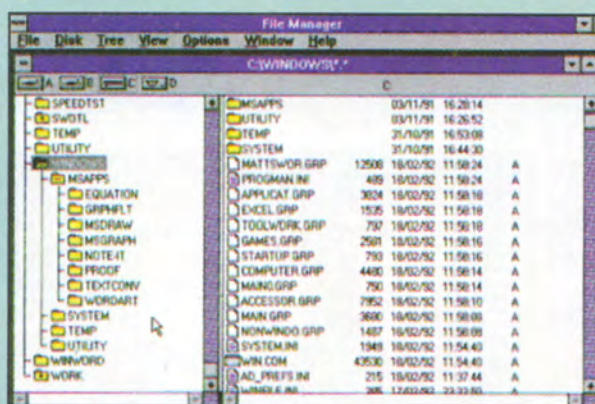 File Manager
File Disk Tree View Options Window Help
C:\WINDOWS\*.*
A B C D C
SPEEDTST
SWOTL
TEMP
UTILITY
WINDOWS
MSAPPS
EQUATION
GRPHFLT
MSDRAW
MSGRAPH
NOTE-IT
PROOF
TEXTCONV
WORDART
SYSTEM
TEMP
UTILITY
WINWORD
WORK
MSAPPS 03/11/91 16:28:14
UTILITY 03/11/91 16:26:52
TEMP 31/10/91 16:53:08
SYSTEM 31/10/91 16:44:30
MATTSWOR.GRP 12508 18/02/92 11:58:24 A
PROGMAN.INI 489 18/02/92 11:58:24 A
APPLICAT.GRP 3824 18/02/92 11:58:18 A
EXCEL.GRP 1535 18/02/92 11:58:18 A
TOOLWORK.GRP 797 18/02/92 11:58:18 A
GAMES.GRP 2581 18/02/92 11:58:16 A
STARTUP.GRP 793 18/02/92 11:58:16 A
COMPUTER.GRP 4480 18/02/92 11:58:14 A
MAIN0.GRP 750 18/02/92 11:58:14 A
ACCESSOR.GRP 7952 18/02/92 11:58:10 A
MAIN.GRP 3680 18/02/92 11:58:08 A
NONWINDO.GRP 1487 18/02/92 11:58:08 A
SYSTEM.INI 1949 18/02/92 11:54:40 A
WIN.COM 43530 18/02/92 11:54:40 A
AD_PREFS.INI 215 18/02/92 11:37:44 A
17/02/92